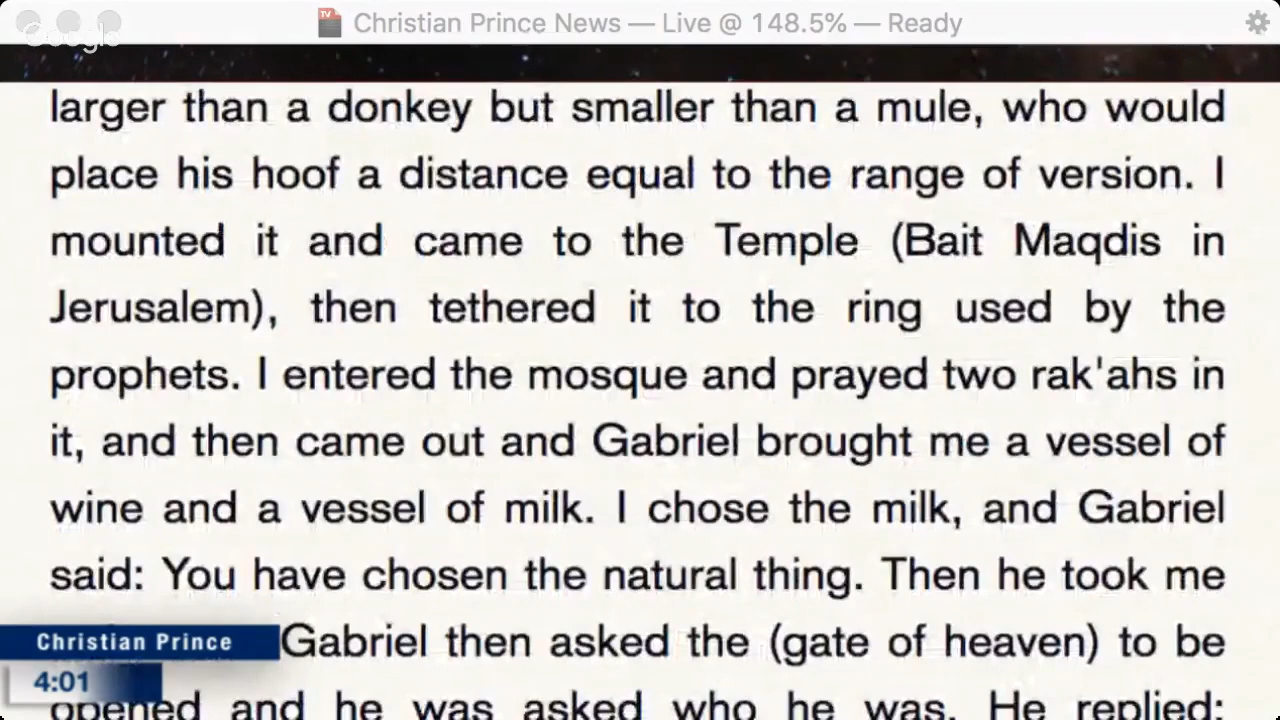 Christian Prince News — Live @ 148.5% — Ready
Google
larger than a donkey but smaller than a mule, who would
place his hoof a distance equal to the range of version. I
mounted it and came to the Temple (Bait Maqdis in
Jerusalem), then tethered it to the ring used by the
prophets. I entered the mosque and prayed two rak'ahs in
it, and then came out and Gabriel brought me a vessel of
wine and a vessel of milk. I chose the milk, and Gabriel
said: You have chosen the natural thing. Then he took me
Gabriel then asked the (gate of heaven) to be
opened and he was asked who he was. He replied:
Christian Prince
4:01